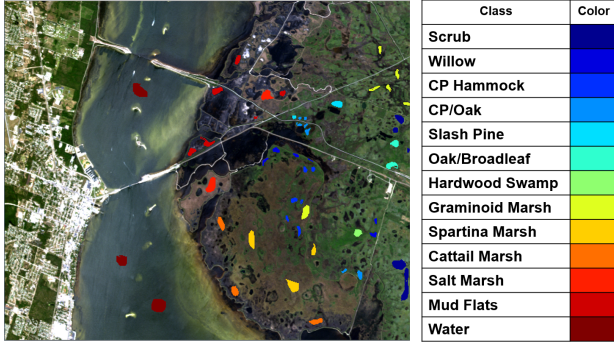 Class Color
Scrub
Willow
CP Hammock
CP/Oak
Slash Pine
Oak/Broadleaf
Hardwood Swamp
Graminoid Marsh
Spartina Marsh
Cattail Marsh
Salt Marsh
Mud Flats
Water